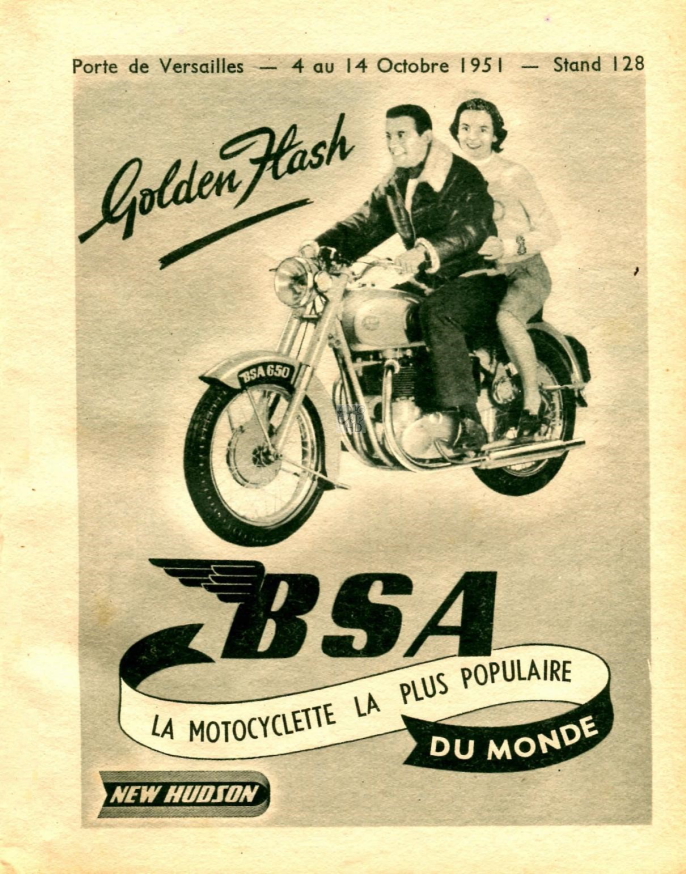 Porte de Versailles — 4 au 14 Octobre 1951 — Stand 128
Golden Flash
BSA 650
BSA
LA MOTOCYCLETTE LA PLUS POPULAIRE
DU MONDE
NEW HUDSON